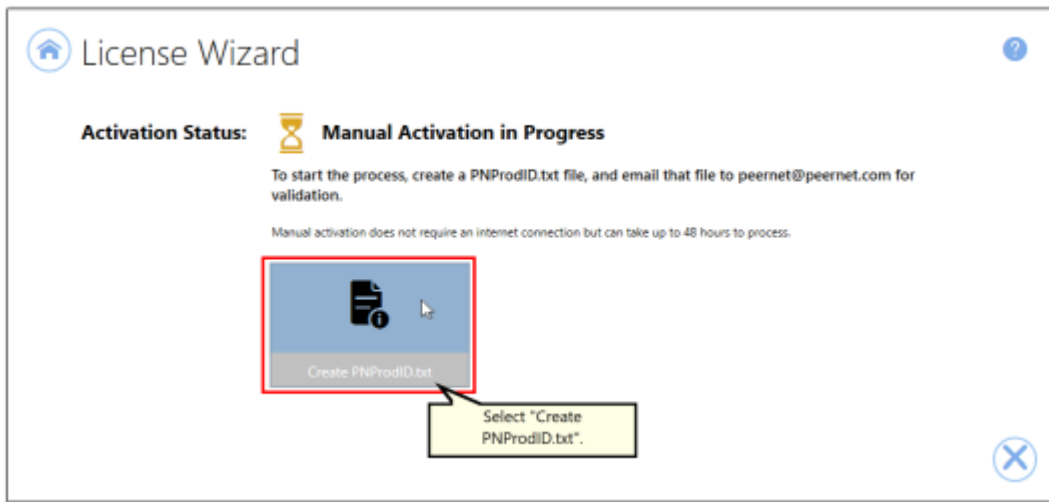 License Wizard
?
Activation Status:
Manual Activation in Progress
To start the process, create a PNProdID.txt file, and email that file to peernet@peernet.com for
validation.
Manual activation does not require an internet connection but can take up to 48 hours to process.
Create PNProdID.txt
Select "Create
PNProdID.txt".